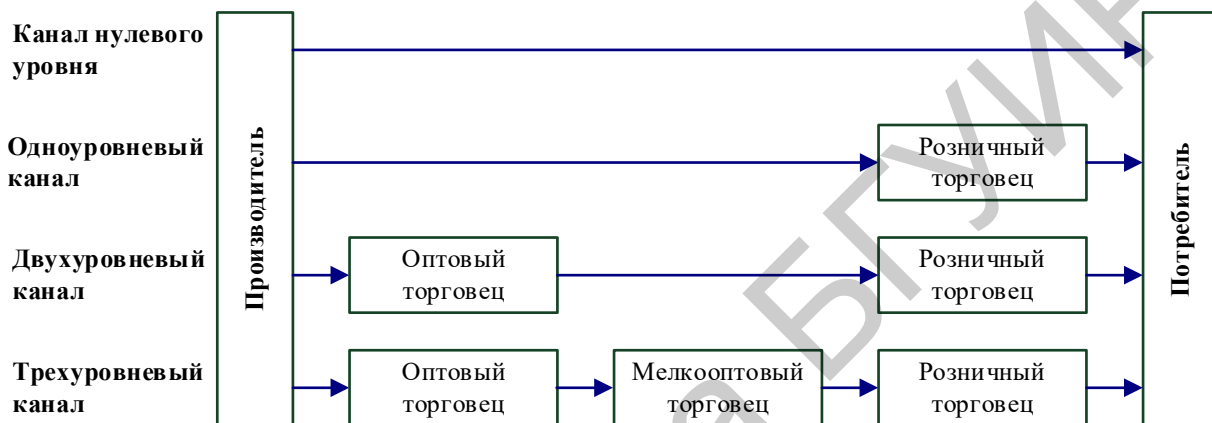 Канал нулевого
уровня
Производитель
Потребитель
Одноуровневый
канал
Розничный
торговец
Двухуровневый
канал
Оптовый
торговец
Розничный
торговец
Трехуровневый
канал
Оптовый
торговец
Мелкооптовый
торговец
Розничный
торговец
а БГУИР